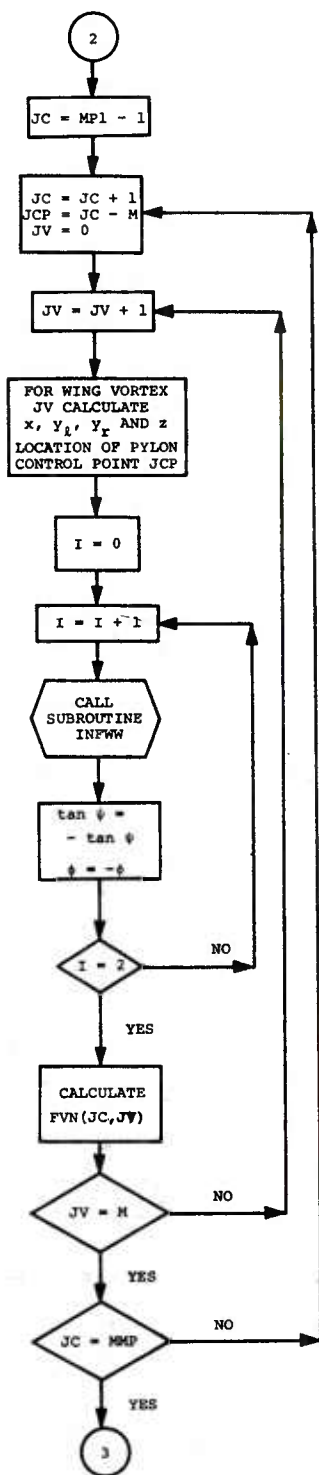 2
JC = MP1 - 1
JC = JC + 1
JCP = JC - M
JV = 0
JV = JV + 1
FOR WING VORTEX
JV CALCULATE
x, yℓ, yr AND z
LOCATION OF PYLON
CONTROL POINT JCP
I = 0
I = I + 1
CALL
SUBROUTINE
INFWW
tan ψ =
- tan ψ
ϕ = -ϕ
I = 2
NO
YES
CALCULATE
FVN(JC,JV)
JV = M
NO
YES
JC = MMP
NO
YES
3